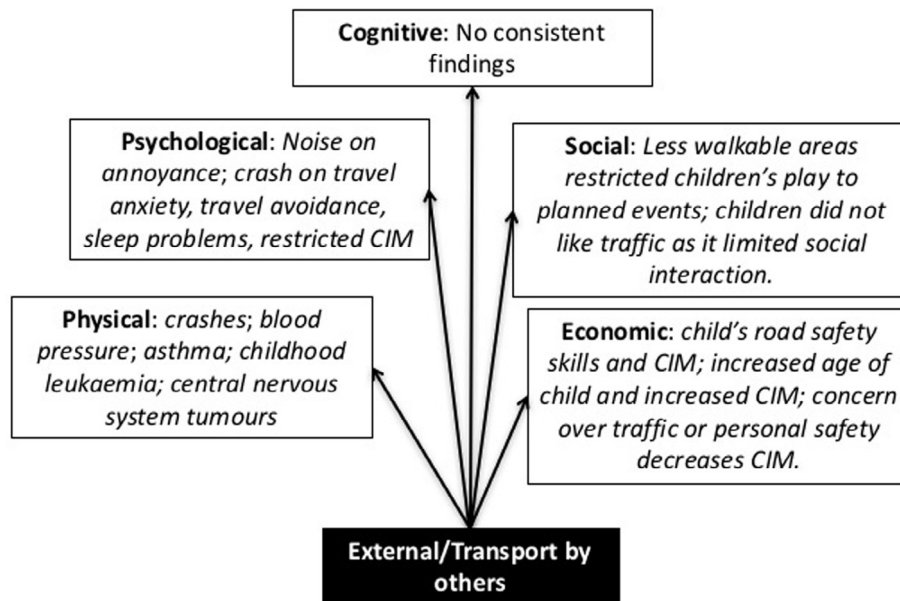 Cognitive: No consistent
findings
Psychological: Noise on
annoyance; crash on travel
anxiety, travel avoidance,
sleep problems, restricted CIM
Social: Less walkable areas
restricted children's play to
planned events; children did not
like traffic as it limited social
interaction.
Physical: crashes; blood
pressure; asthma; childhood
leukaemia; central nervous
system tumours
Economic: child's road safety
skills and CIM; increased age of
child and increased CIM; concern
over traffic or personal safety
decreases CIM.
External/Transport by
others